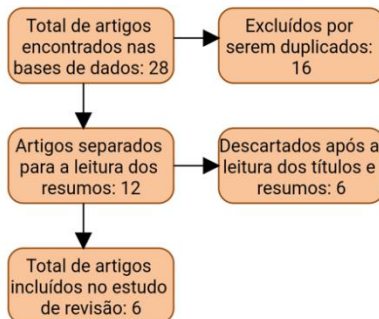 Total de artigos
encontrados nas
bases de dados: 28
Excluídos por
serem duplicados:
16
Artigos separados
para a leitura dos
resumos: 12
Descartados após a
leitura dos títulos e
resumos: 6
Total de artigos
incluídos no estudo
de revisão: 6